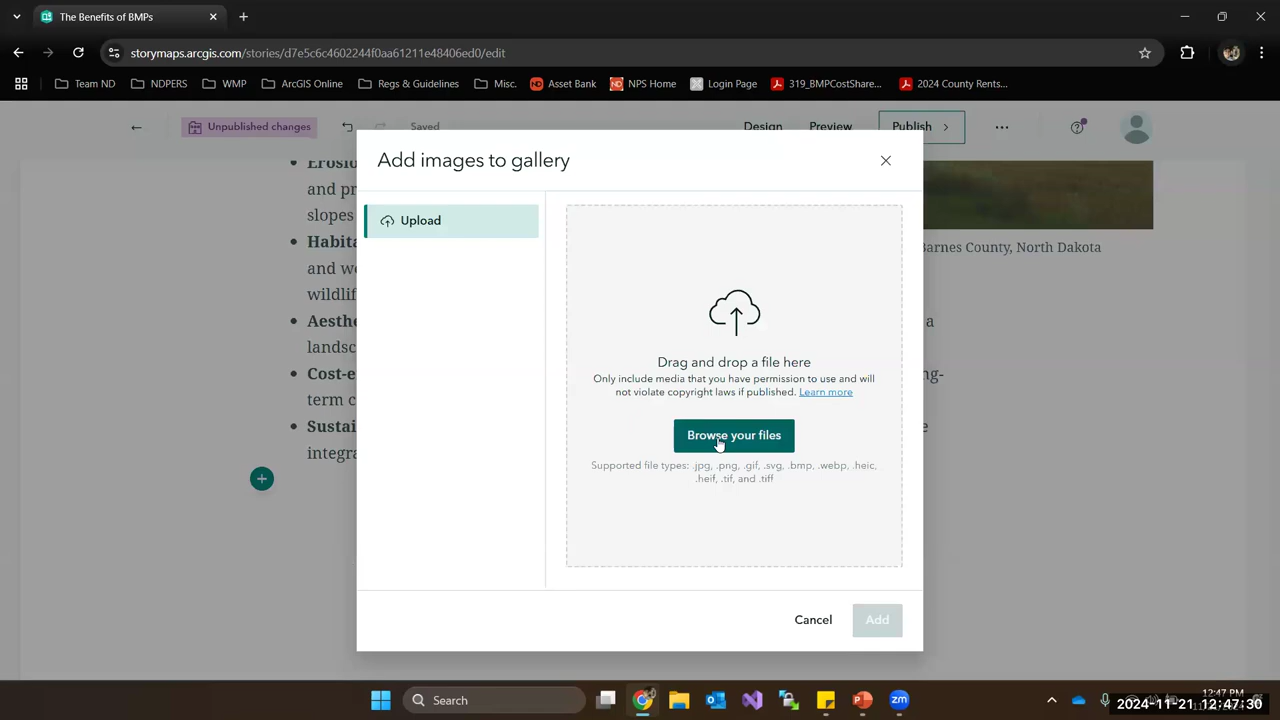 The Benefits of BMPs
storymaps.arcgis.com/stories/d7e5c6c4602244f0aa61211e48406ed0/edit
Team ND NDPERS WMP ArcGIS Online Regs & Guidelines Misc. Asset Bank NPS Home Login Page 319_BMPCostShare... 2024 County Rents...
Unpublished changes Saved Design Preview Publish
Add images to gallery
Upload
Drag and drop a file here
Only include media that you have permission to use and will
not violate copyright laws if published. Learn more
Browse your files
Supported file types: .jpg, .png, .gif, .svg, .bmp, .webp, .heic,
.heif, .tif, and .tiff
Cancel Add
and pr
slopes
Habita
and we
wildlif
Aesthe
landsc
Cost-e
term c
Sustai
integra
Barnes County, North Dakota
a
ng-
e
Search
12:47 PM
2024-11-21 12:47:30